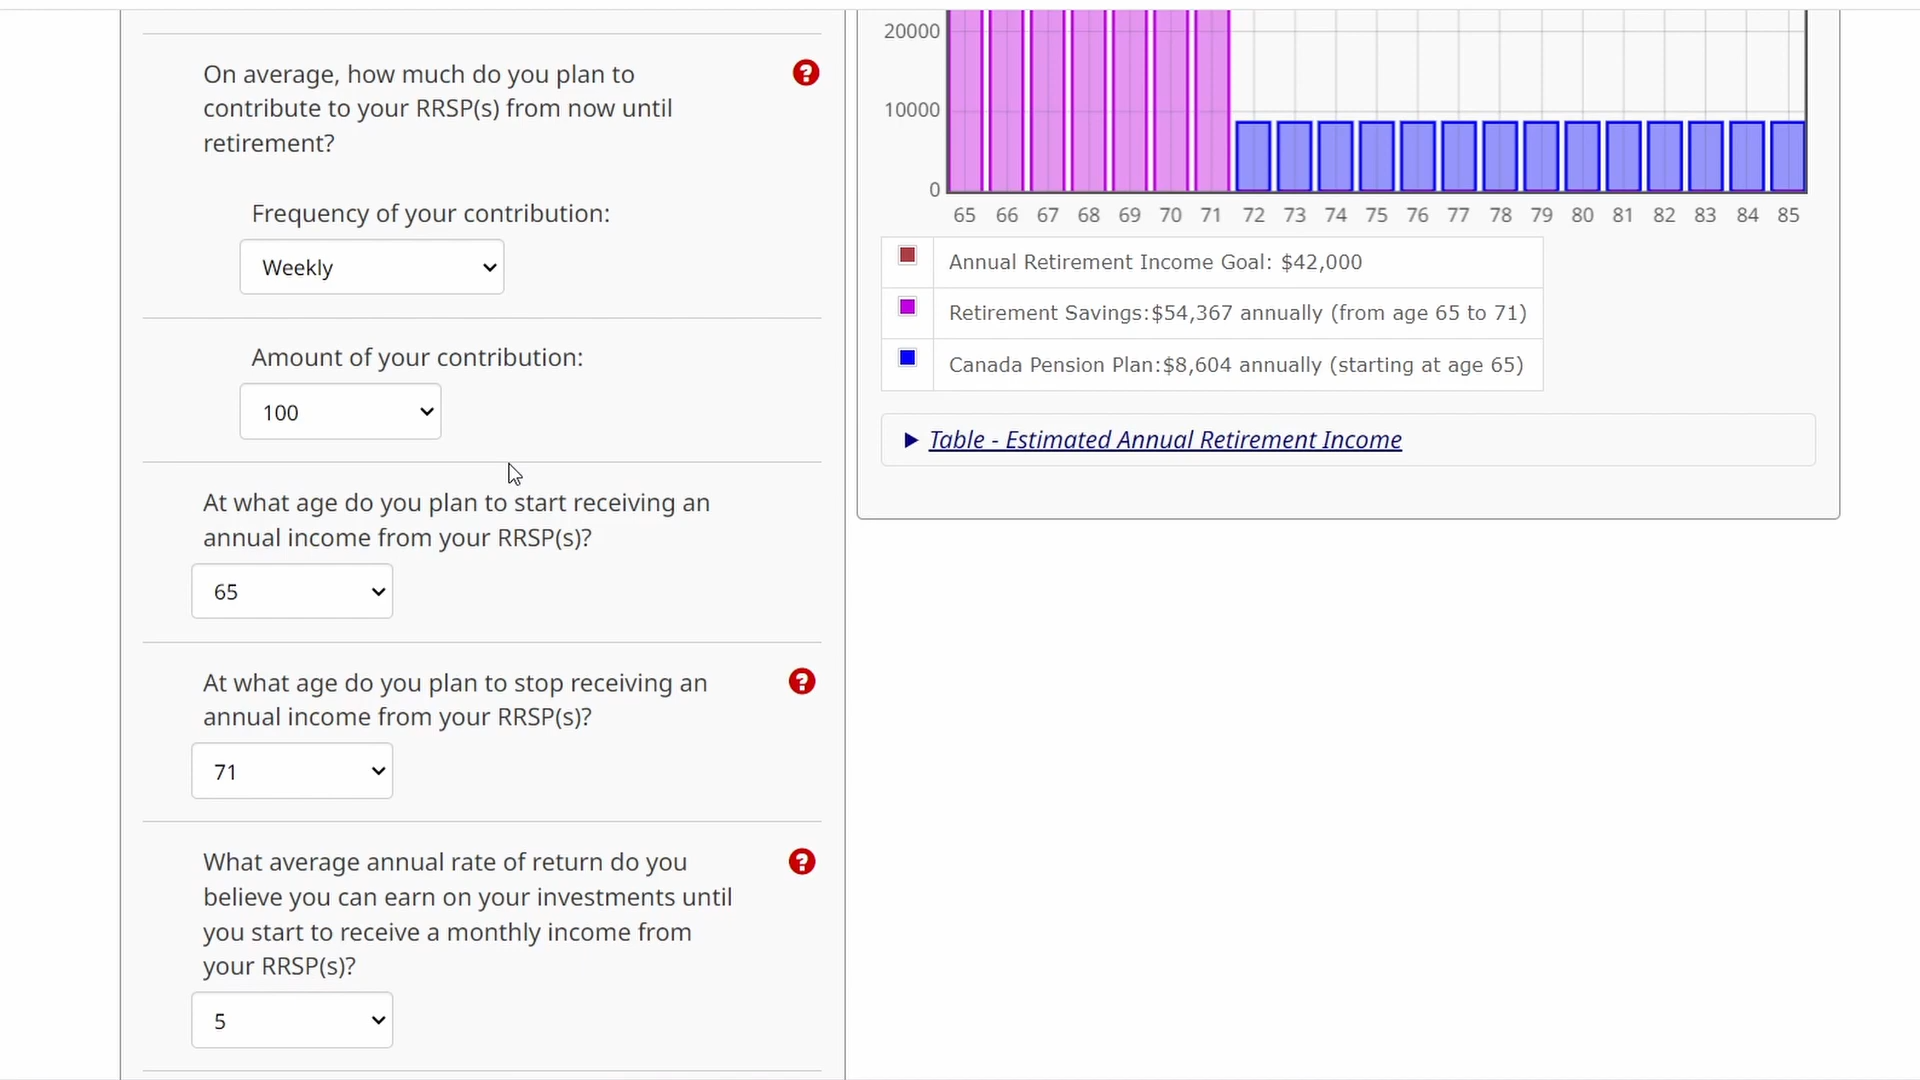 On average, how much do you plan to
contribute to your RRSP(s) from now until
retirement?
Frequency of your contribution:
Weekly
Amount of your contribution:
100
At what age do you plan to start receiving an
annual income from your RRSP(s)?
65
At what age do you plan to stop receiving an
annual income from your RRSP(s)?
71
What average annual rate of return do you
believe you can earn on your investments until
you start to receive a monthly income from
your RRSP(s)?
5
20000
10000
0
65 66 67 68 69 70 71 72 73 74 75 76 77 78 79 80 81 82 83 84 85
Annual Retirement Income Goal: $42,000
Retirement Savings:$54,367 annually (from age 65 to 71)
Canada Pension Plan:$8,604 annually (starting at age 65)
Table - Estimated Annual Retirement Income